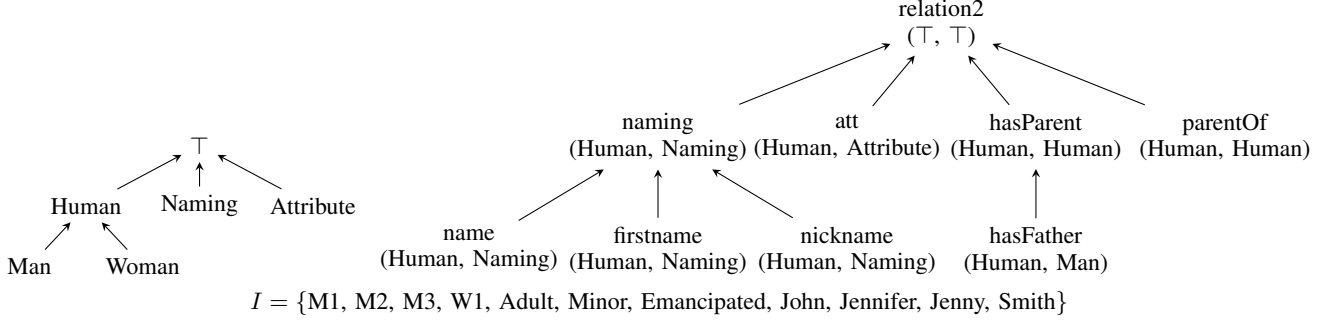 relation2
(⊤, ⊤)
naming att hasParent parentOf
(Human, Naming) (Human, Attribute) (Human, Human) (Human, Human)
⊤
Human Naming Attribute
Man Woman
name firstname nickname hasFather
(Human, Naming) (Human, Naming) (Human, Naming) (Human, Man)
I = {M1, M2, M3, W1, Adult, Minor, Emancipated, John, Jennifer, Jenny, Smith}